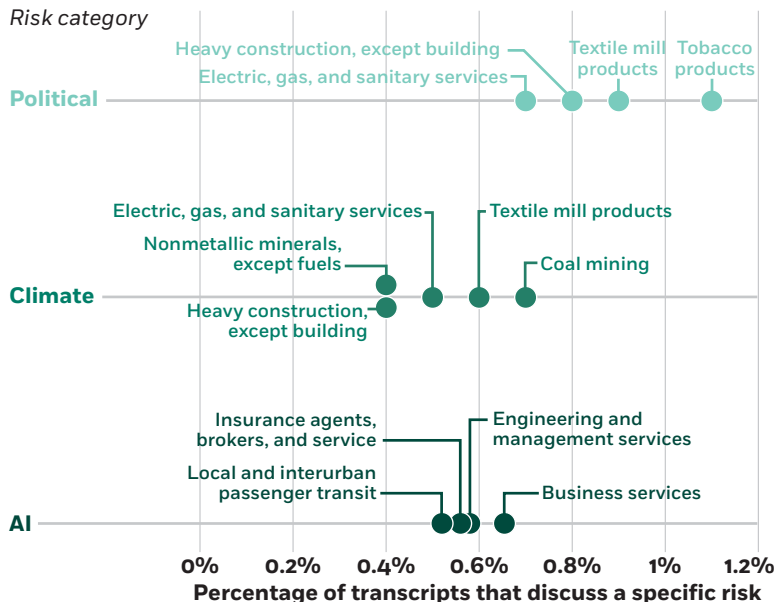 Risk category
Heavy construction, except building
Textile mill
products
Tobacco
products
Electric, gas, and sanitary services
Political
Electric, gas, and sanitary services
Textile mill products
Nonmetallic minerals,
except fuels
Coal mining
Climate
Heavy construction,
except building
Insurance agents,
brokers, and service
Engineering and
management services
Local and interurban
passenger transit
Business services
AI
0% 0.2% 0.4% 0.6% 0.8% 1% 1.2%
Percentage of transcripts that discuss a specific risk